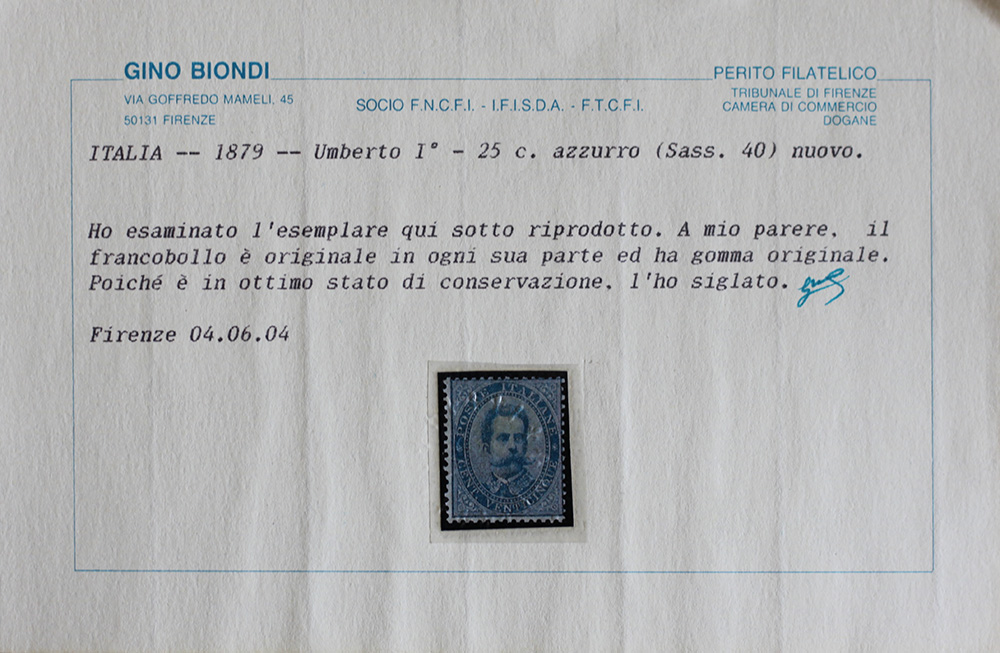 GINO BIONDI
VIA GOFFREDO MAMELI, 45
50131 FIRENZE
SOCIO F.N.C.F.I. - I.F.I.S.D.A. - F.T.C.F.I.
PERITO FILATELICO
TRIBUNALE DI FIRENZE
CAMERA DI COMMERCIO
DOGANE
ITALIA -- 1879 -- Umberto I° - 25 c. azzurro (Sass. 40) nuovo.
Ho esaminato l'esemplare qui sotto riprodotto. A mio parere, il
francobollo è originale in ogni sua parte ed ha gomma originale.
Poiché è in ottimo stato di conservazione, l'ho siglato.
Firenze 04.06.04
POSTE ITALIANE
CENT. VENTICINQUE